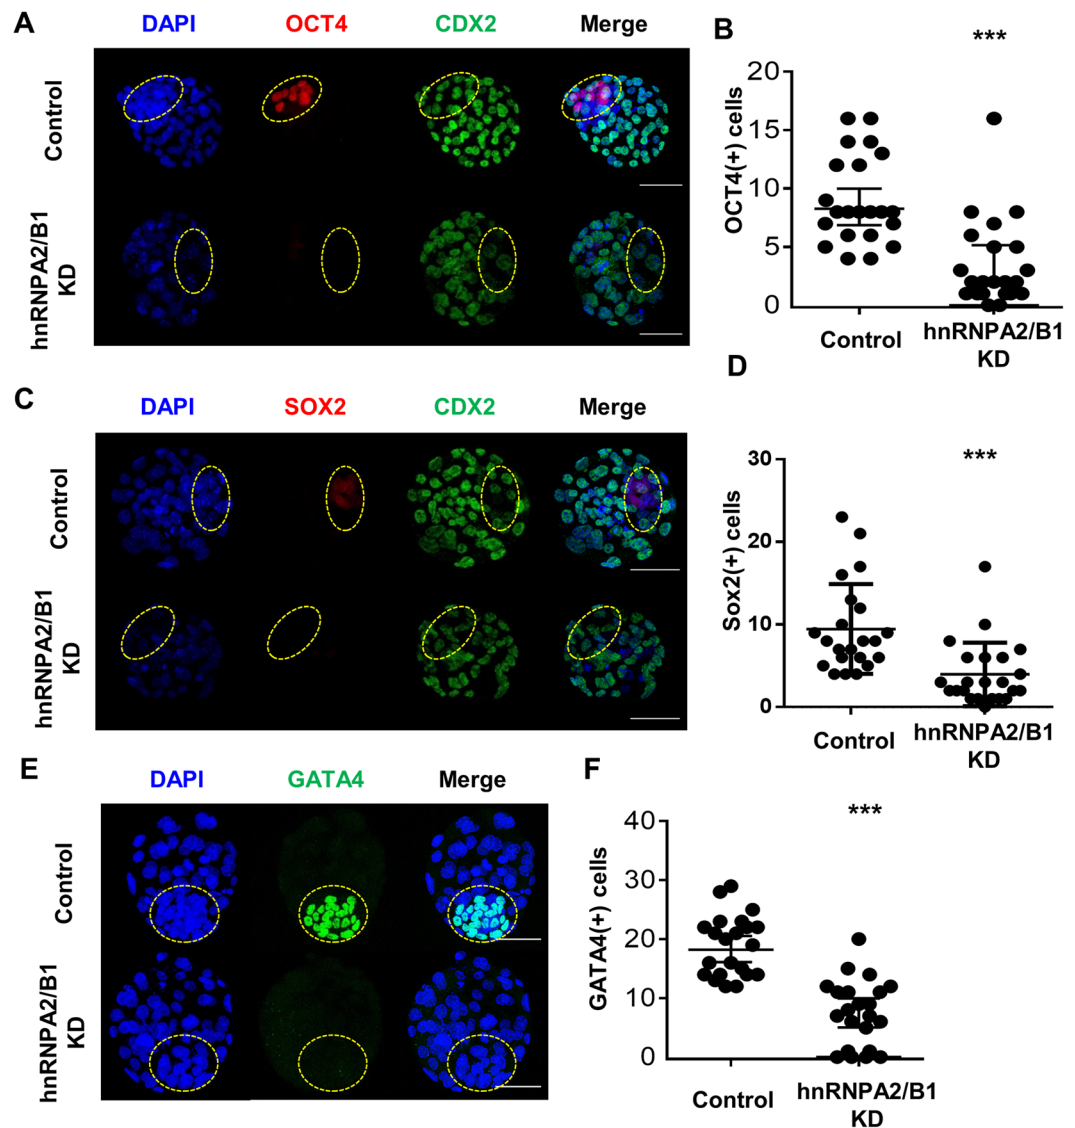 A
DAPI
OCT4
CDX2
Merge
Control
hnRNPA2/B1
KD
B
***
OCT4(+) cells
20
15
10
5
0
Control
hnRNPA2/B1
KD
C
DAPI
SOX2
CDX2
Merge
Control
hnRNPA2/B1
KD
D
***
Sox2(+) cells
30
20
10
0
Control
hnRNPA2/B1
KD
E
DAPI
GATA4
Merge
Control
hnRNPA2/B1
KD
F
***
GATA4(+) cells
40
30
20
10
0
Control
hnRNPA2/B1
KD